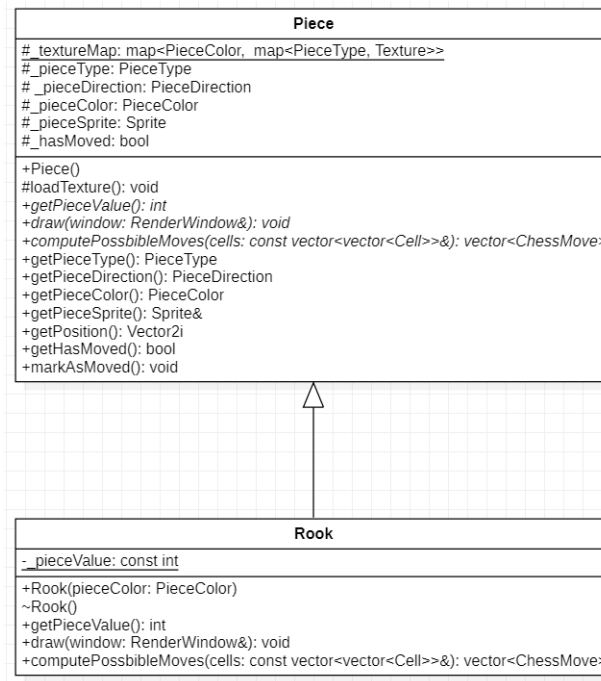 Piece
#_textureMap: map<PieceColor, map<PieceType, Texture>>
#_pieceType: PieceType
# _pieceDirection: PieceDirection
#_pieceColor: PieceColor
#_pieceSprite: Sprite
#_hasMoved: bool
+Piece()
#loadTexture(): void
+getPieceValue(): int
+draw(window: RenderWindow&): void
+computePossbibleMoves(cells: const vector<vector<Cell>>&): vector<ChessMove>
+getPieceType(): PieceType
+getPieceDirection(): PieceDirection
+getPieceColor(): PieceColor
+getPieceSprite(): Sprite&
+getPosition(): Vector2i
+getHasMoved(): bool
+markAsMoved(): void
Rook
-_pieceValue: const int
+Rook(pieceColor: PieceColor)
~Rook()
+getPieceValue(): int
+draw(window: RenderWindow&): void
+computePossbibleMoves(cells: const vector<vector<Cell>>&): vector<ChessMove>